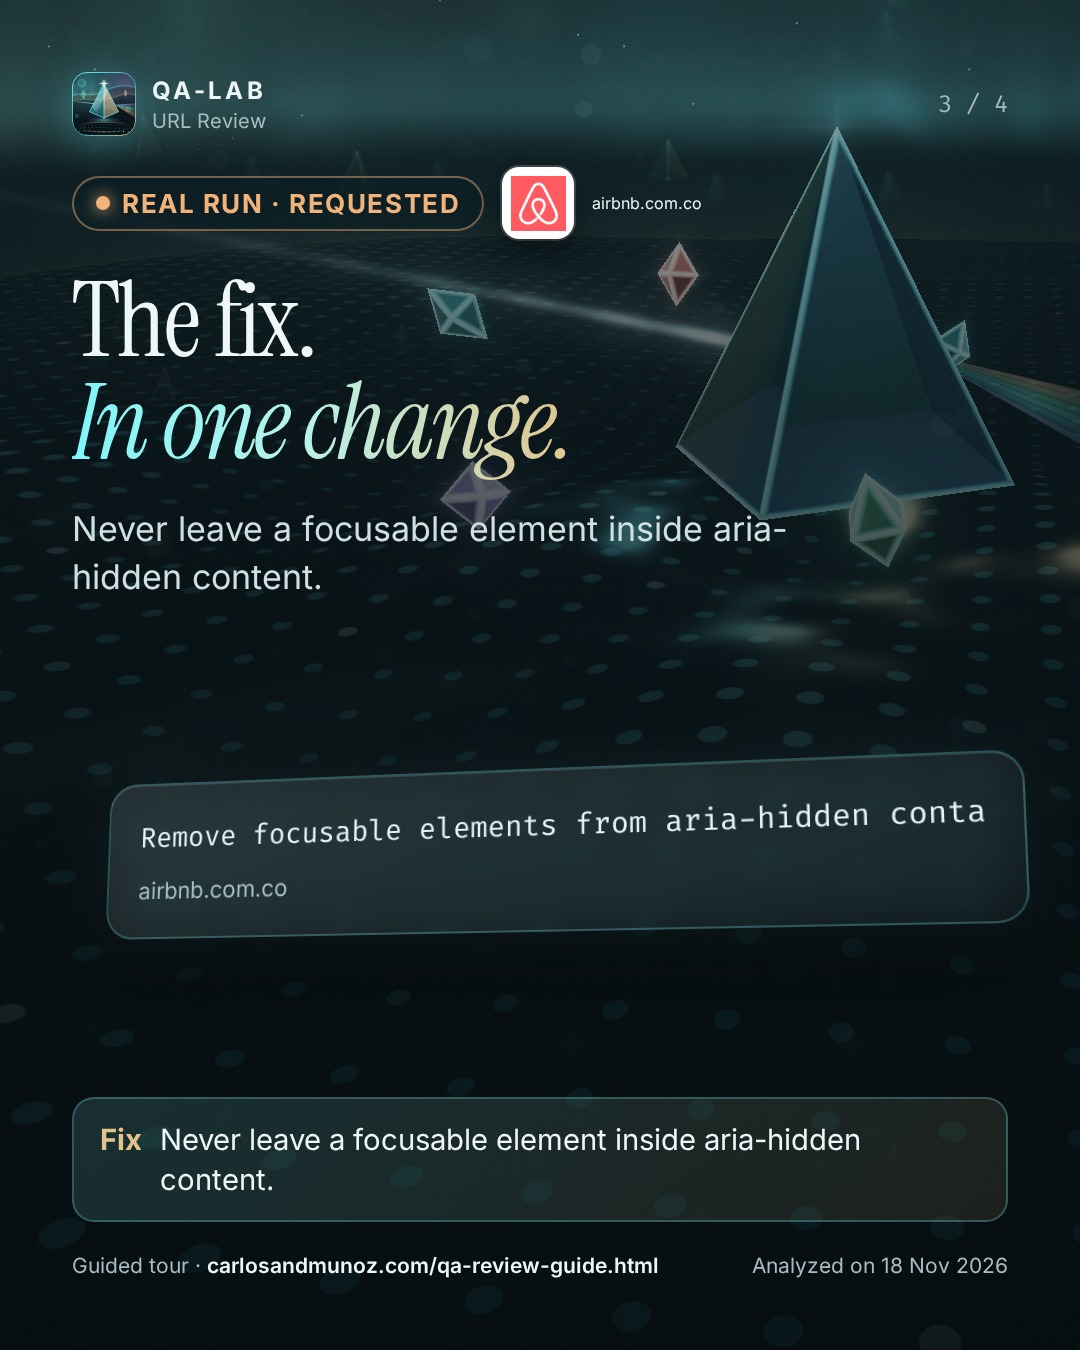 QA-LAB
URL Review
3 / 4
REAL RUN · REQUESTED
airbnb.com.co
The fix.
In one change.
Never leave a focusable element inside aria-
hidden content.
Remove focusable elements from aria-hidden conta
airbnb.com.co
Fix Never leave a focusable element inside aria-hidden
content.
Guided tour · carlosandmunoz.com/qa-review-guide.html
Analyzed on 18 Nov 2026